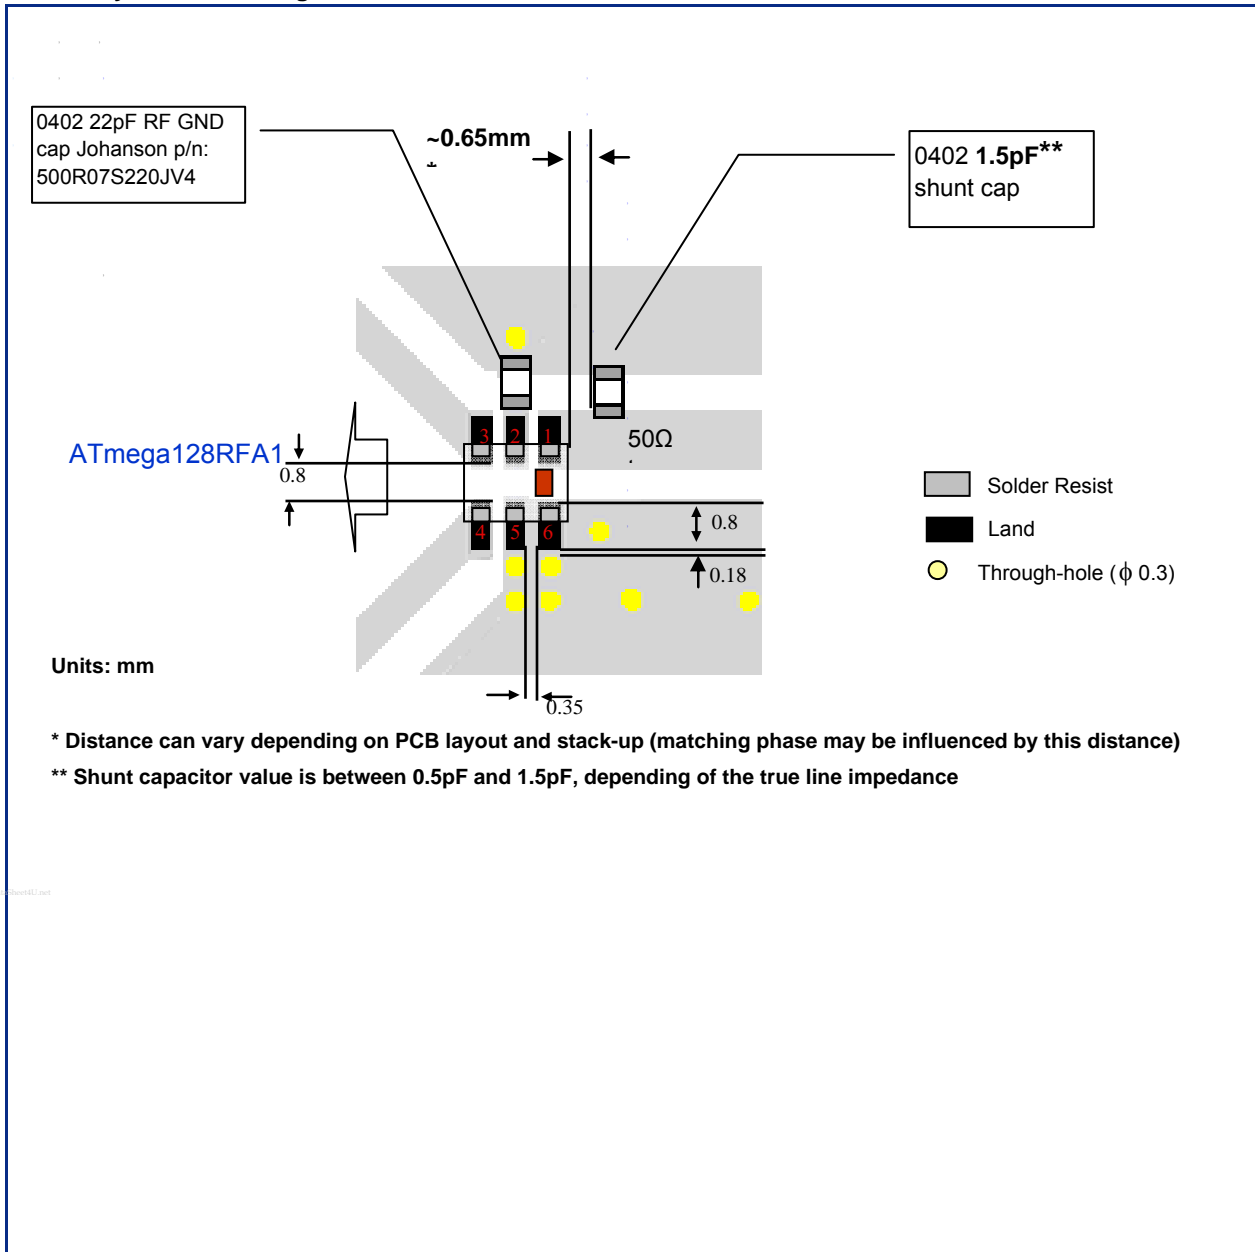 0402 22pF RF GND
cap Johanson p/n:
500R07S220JV4
~0.65mm
*
0402 1.5pF**
shunt cap
ATmega128RFA1
0.8
3 2 1
50Ω
4 5 6
0.8
0.18
0.35
Solder Resist
Land
Through-hole (ϕ 0.3)
Units: mm
* Distance can vary depending on PCB layout and stack-up (matching phase may be influenced by this distance)
** Shunt capacitor value is between 0.5pF and 1.5pF, depending of the true line impedance